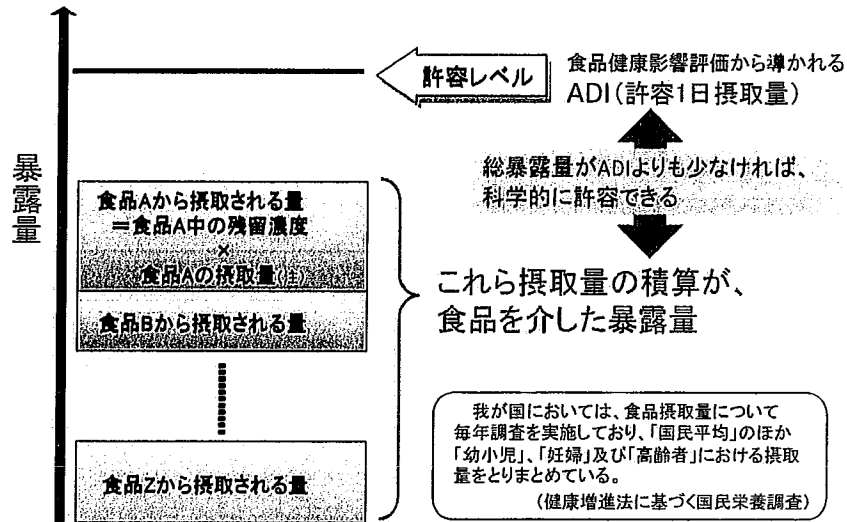 許容レベル
食品健康影響評価から導かれる
ADI(許容1日摂取量)
暴露量
総暴露量がADIよりも少なければ、
科学的に許容できる
食品Aから摂取される量
=食品A中の残留濃度
×
食品Aの摂取量(注)
食品Bから摂取される量
これら摂取量の積算が、
食品を介した暴露量
食品Zから摂取される量
我が国においては、食品摂取量について
毎年調査を実施しており、「国民平均」のほか
「幼小児」、「妊婦」及び「高齢者」における摂取
量をとりまとめている。
(健康増進法に基づく国民栄養調査)